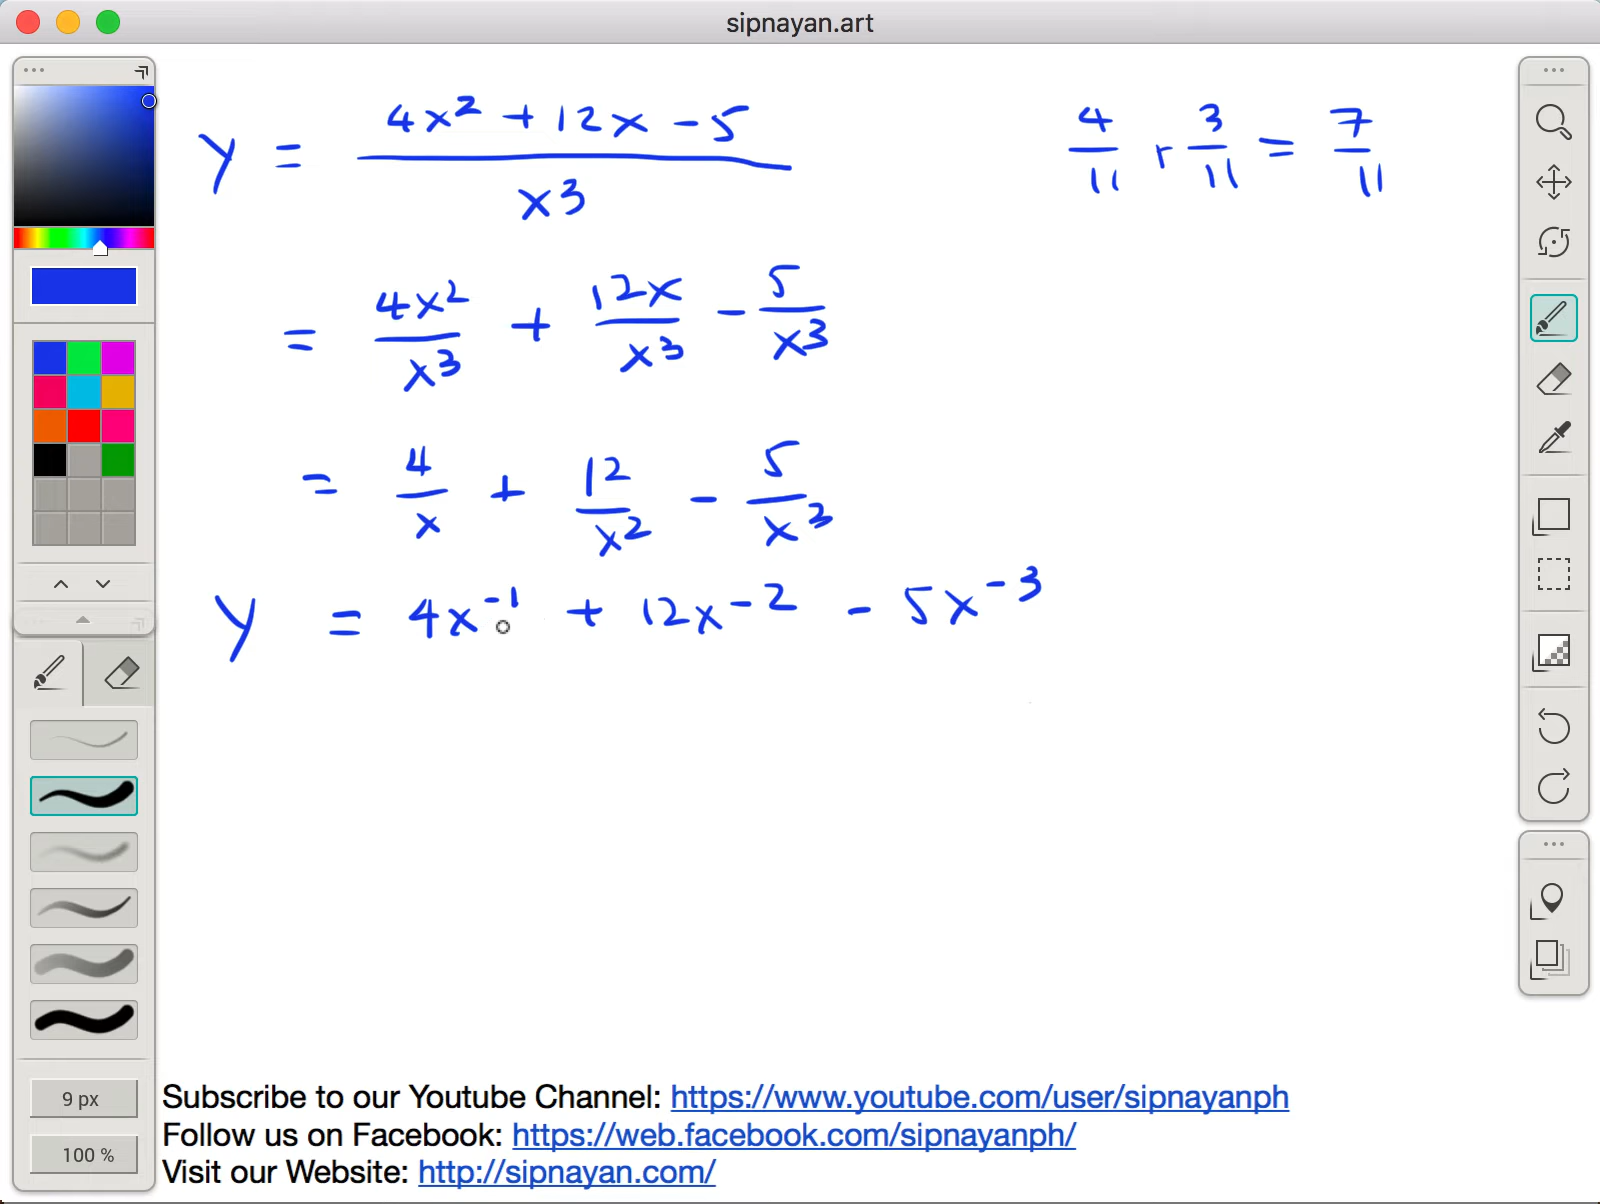 sipnayan.art
y = (4x² + 12x - 5) / x³
4/11 + 3/11 = 7/11
= 4x²/x³ + 12x/x³ - 5/x³
= 4/x + 12/x² - 5/x³
y = 4x⁻¹ + 12x⁻² - 5x⁻³
9 px
100 %
Subscribe to our Youtube Channel: https://www.youtube.com/user/sipnayanph
Follow us on Facebook: https://web.facebook.com/sipnayanph/
Visit our Website: http://sipnayan.com/